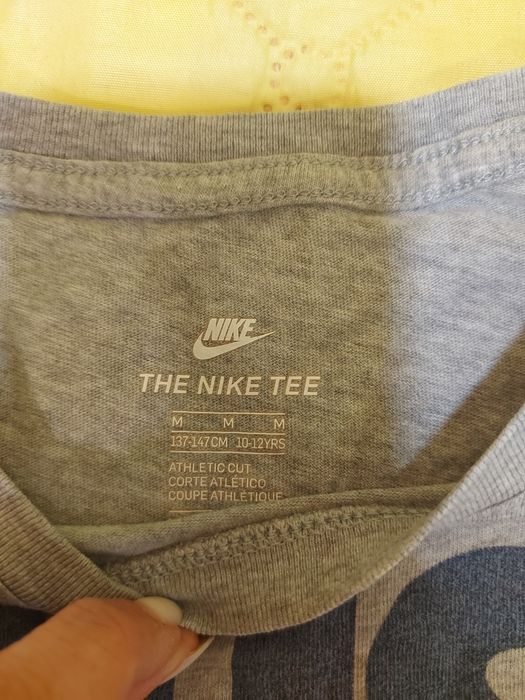 NIKE
THE NIKE TEE
M M M
137-147CM 10-12YRS
ATHLETIC CUT
CORTE ATLÉTICO
COUPE ATHLÉTIQUE